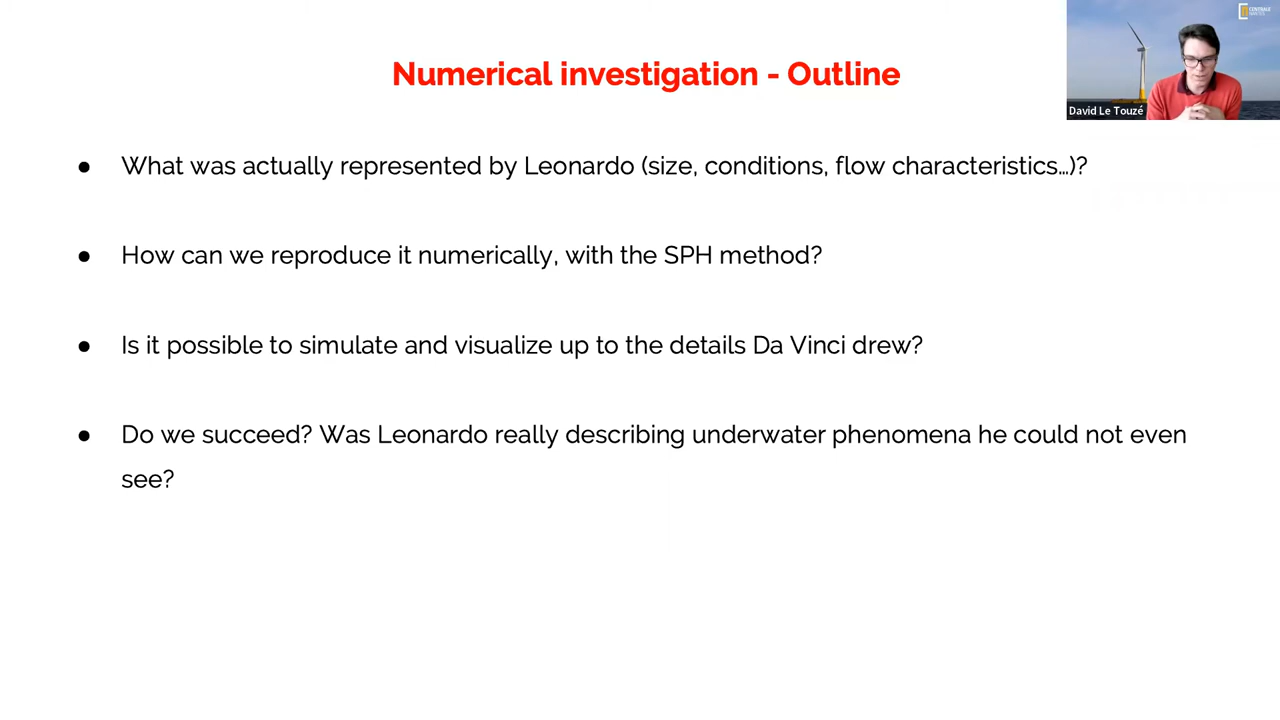 Numerical investigation - Outline
CENTRALE
NANTES
David Le Touzé
● What was actually represented by Leonardo (size, conditions, flow characteristics…)?
● How can we reproduce it numerically, with the SPH method?
● Is it possible to simulate and visualize up to the details Da Vinci drew?
● Do we succeed? Was Leonardo really describing underwater phenomena he could not even
see?